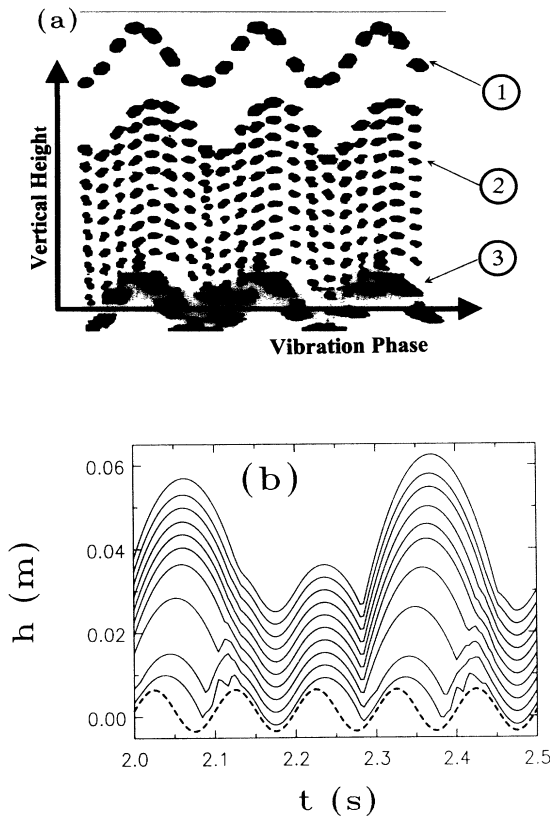 (a)
1
2
3
Vertical Height
Vibration Phase
(b)
h (m)
0.06
0.04
0.02
0.00
2.0 2.1 2.2 2.3 2.4 2.5
t (s)